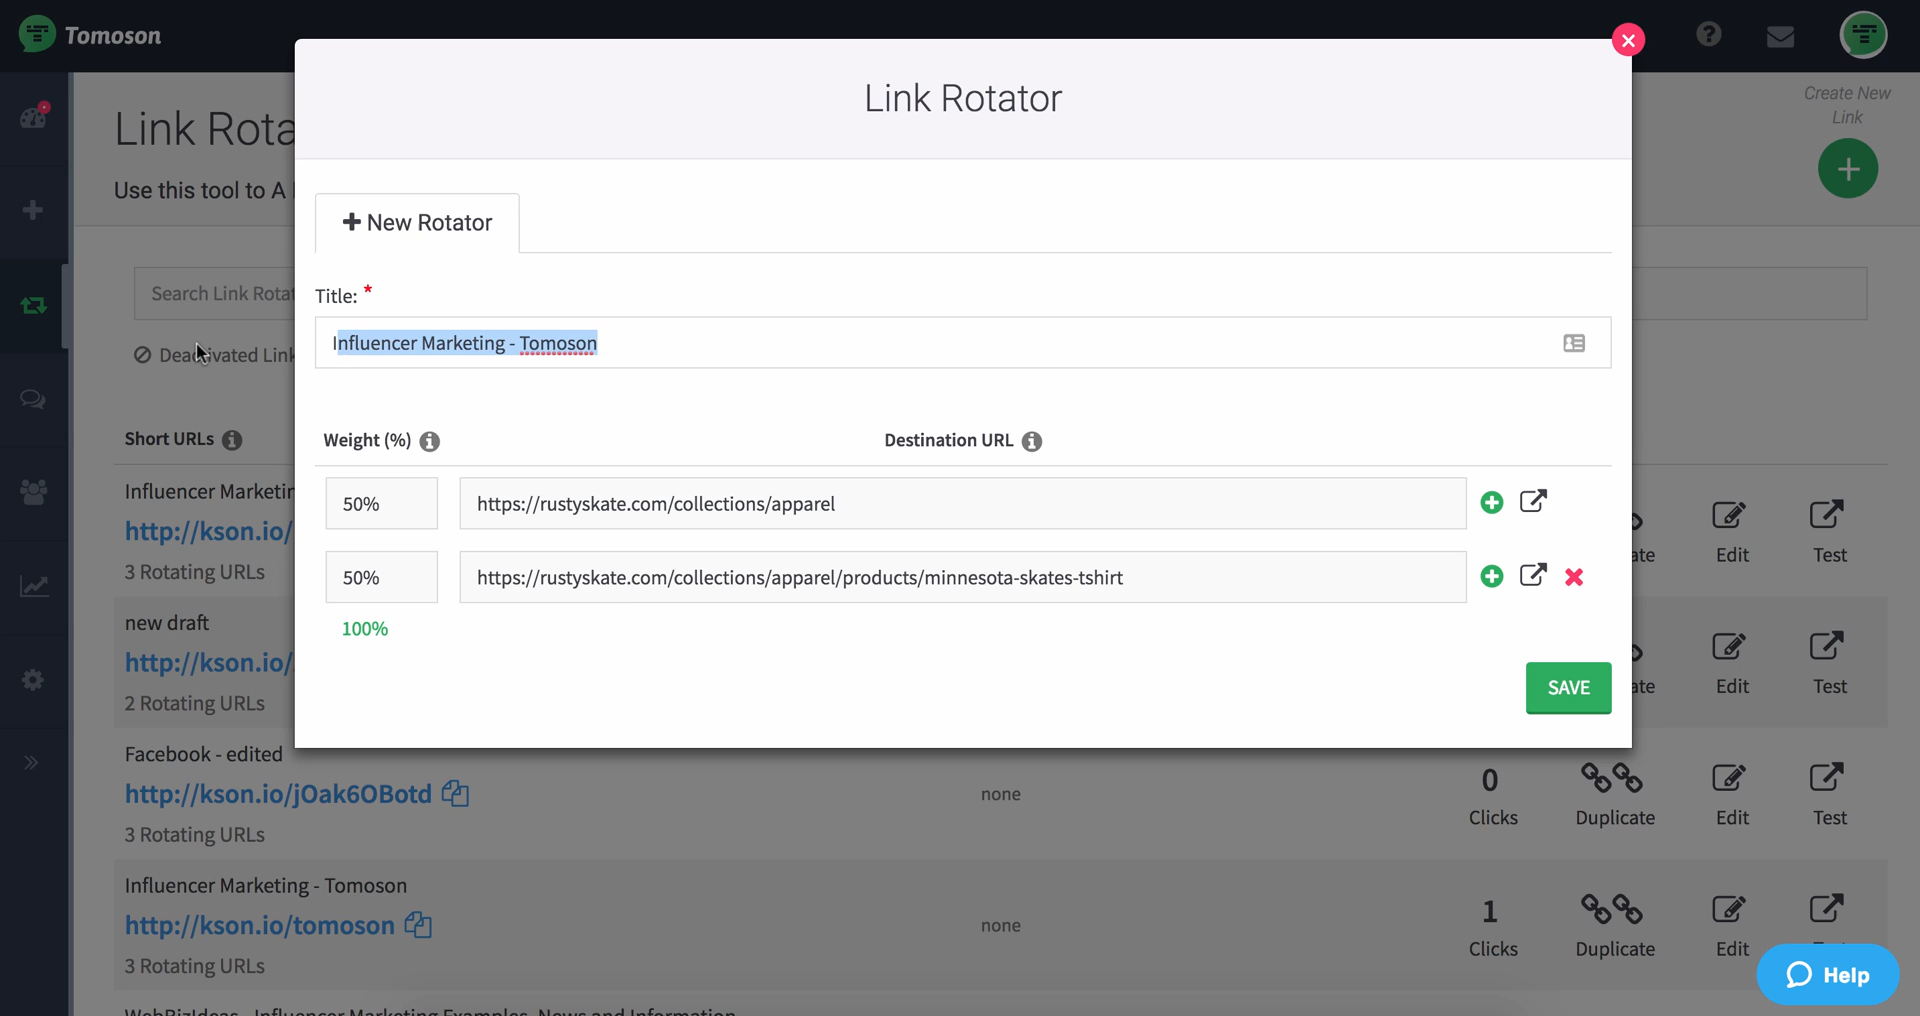 Tomoson
Link Rotator
Create New
Link
Link Rota
Use this tool to A
New Rotator
Search Link Rotat
Title: *
Influencer Marketing - Tomoson
Deactivated Link
Short URLs
Weight (%)
Destination URL
Influencer Marketin
http://kson.io/
3 Rotating URLs
50%
https://rustyskate.com/collections/apparel
ate
Edit
Test
50%
https://rustyskate.com/collections/apparel/products/minnesota-skates-tshirt
100%
new draft
http://kson.io/
2 Rotating URLs
SAVE
ate
Edit
Test
Facebook - edited
http://kson.io/jOak6OBotd
3 Rotating URLs
none
0
Clicks
Duplicate
Edit
Test
Influencer Marketing - Tomoson
http://kson.io/tomoson
3 Rotating URLs
none
1
Clicks
Duplicate
Edit
Help
WebBizIdeas - Influencer Marketing Examples, News and Information